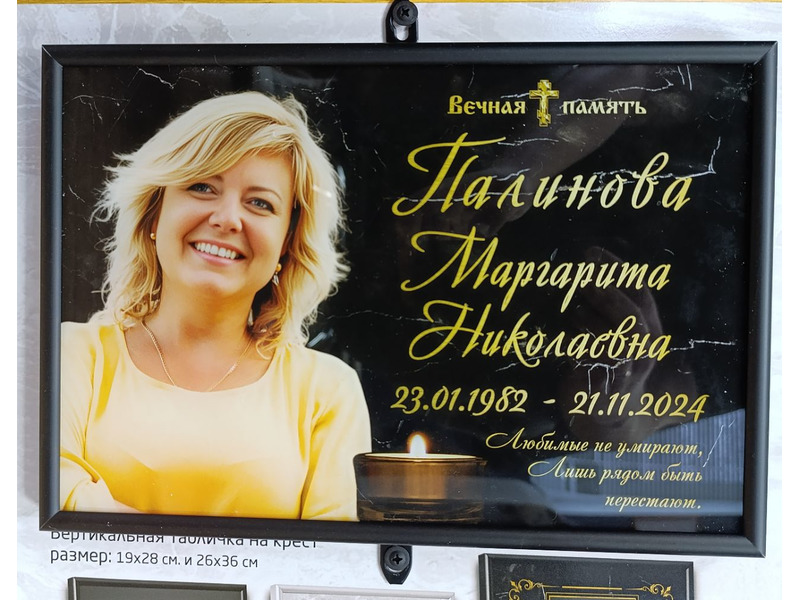 Вечная память
Палинова
Маргарита
Николаевна
23.01.1982 - 21.11.2024
Любимые не умирают,
Лишь рядом быть
перестают.
Вертикальная табличка на крест
размер: 19х28 см. и 26х36 см